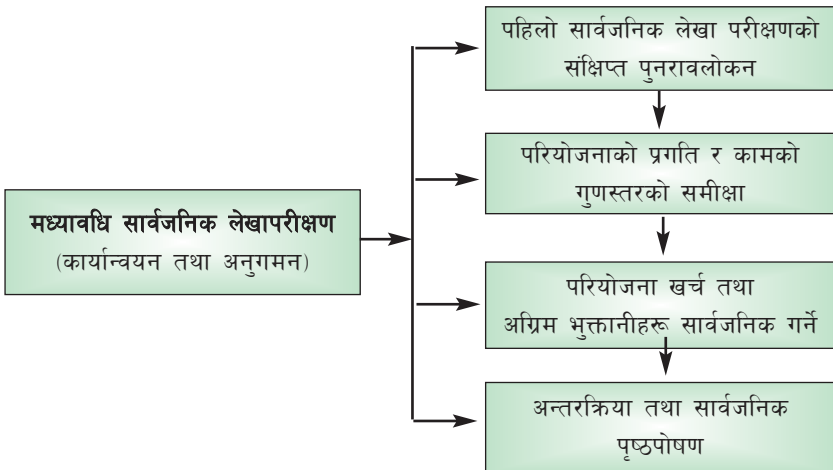 पहिलो सार्वजनिक लेखा परीक्षणको
संक्षिप्त पुनरावलोकन
परियोजनाको प्रगति र कामको
गुणस्तरको समीक्षा
मध्यावधि सार्वजनिक लेखापरीक्षण
(कार्यान्वयन तथा अनुगमन)
परियोजना खर्च तथा
अग्रिम भुक्तानीहरू सार्वजनिक गर्ने
अन्तरक्रिया तथा सार्वजनिक
पृष्ठपोषण